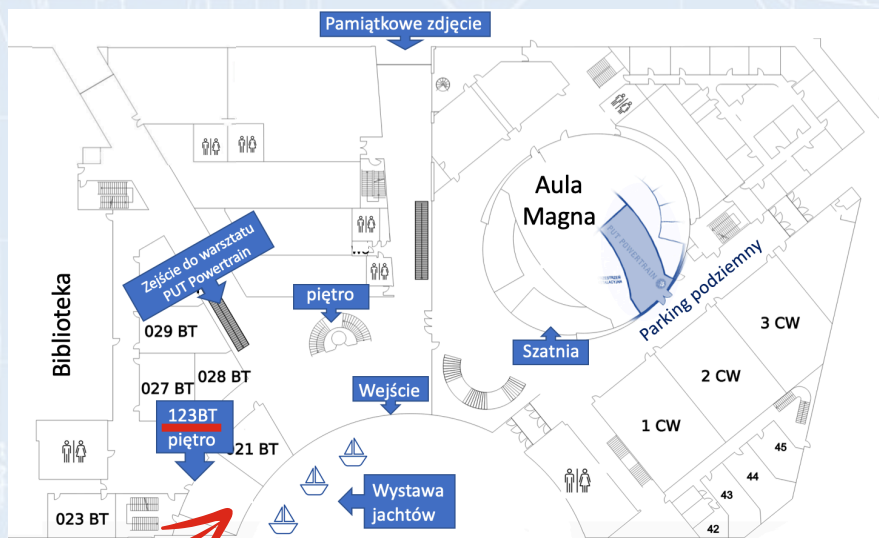 Pamiątkowe zdjęcie
Aula
Magna
PUT POWERTRAIN
Zejście do warsztatu
PUT Powertrain
Parking podziemny
Biblioteka
piętro
029 BT
Szatnia
3 CW
028 BT
027 BT
2 CW
Wejście
123BT
piętro
1 CW
021 BT
45
44
43
42
Wystawa
jachtów
023 BT